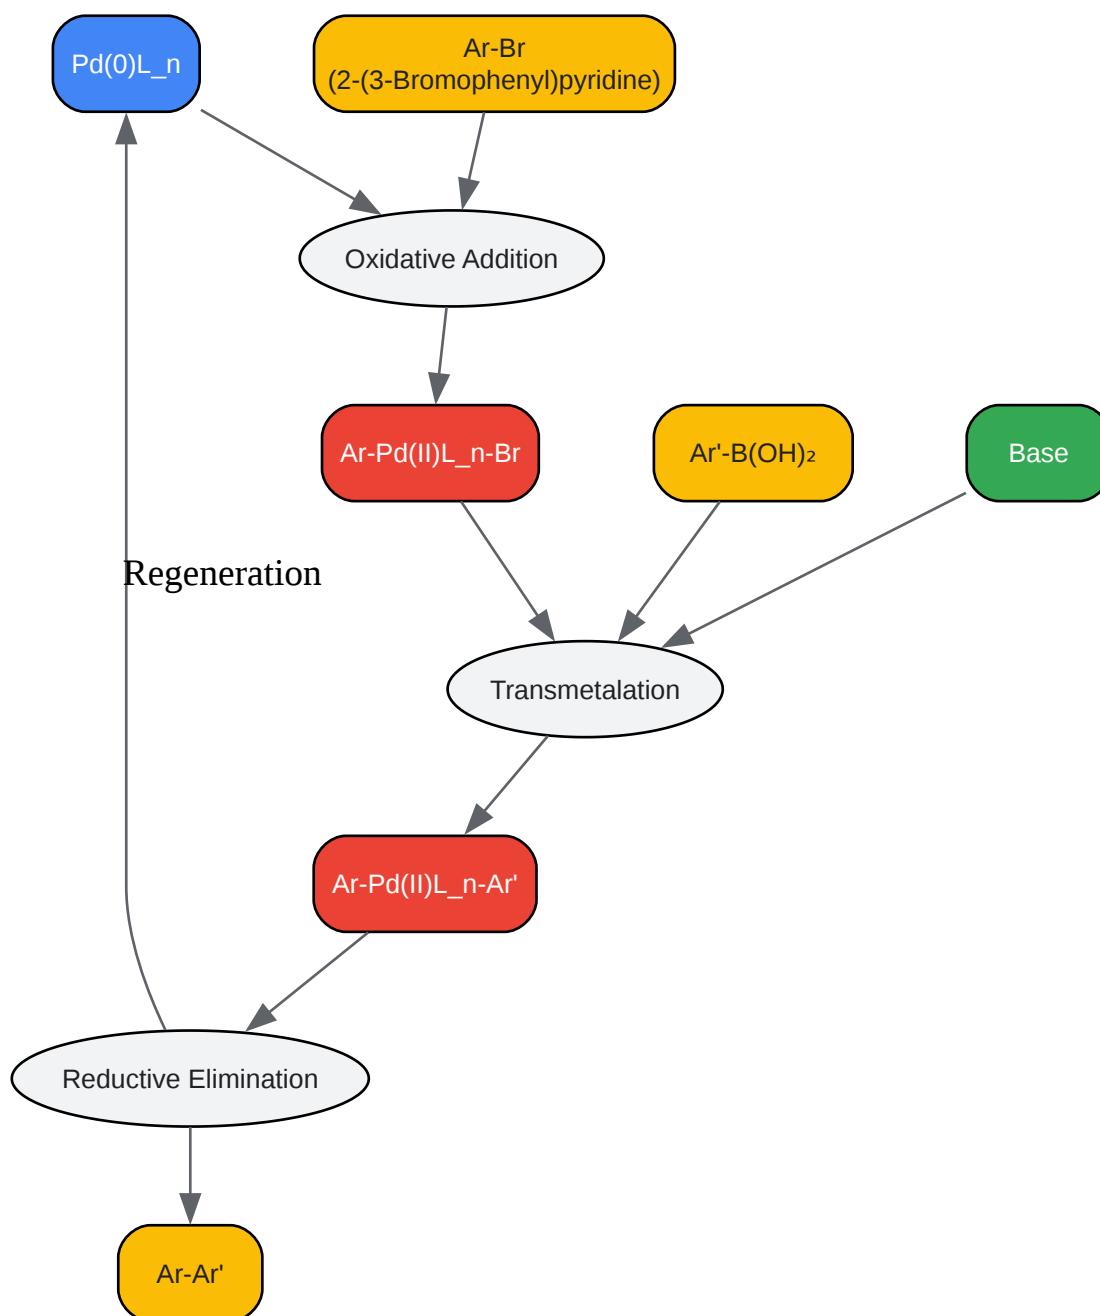 Pd(0)L_n
Ar-Br
(2-(3-Bromophenyl)pyridine)
Oxidative Addition
Ar-Pd(II)L_n-Br
Ar'-B(OH)₂
Base
Regeneration
Transmetalation
Ar-Pd(II)L_n-Ar'
Reductive Elimination
Ar-Ar'